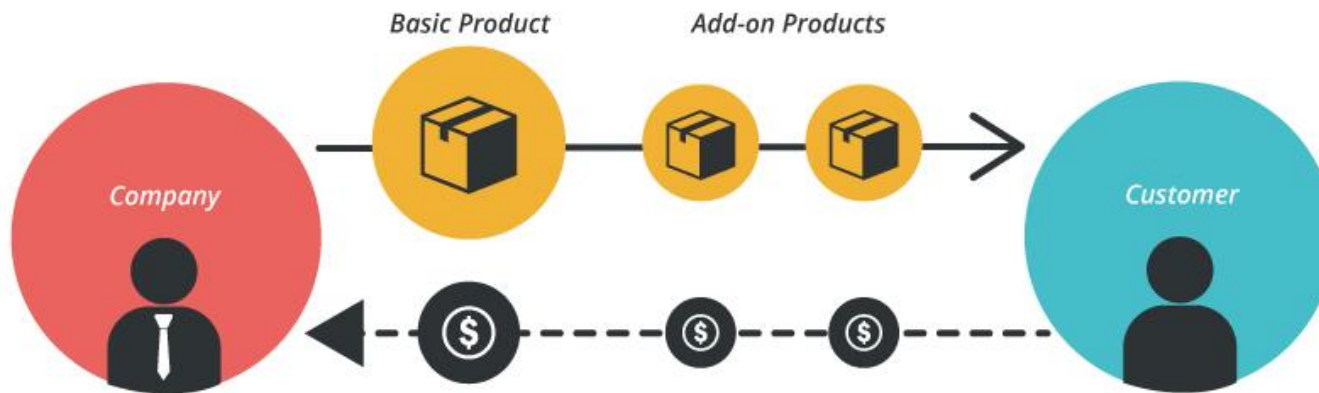 Basic Product
Add-on Products
Company
Customer
$
$
$